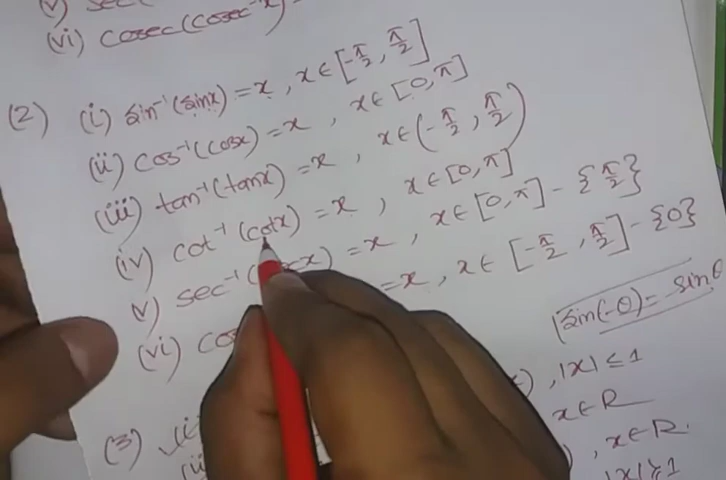 (vi) cosec(cosec⁻¹x)
(2) (i) sin⁻¹(sinx) = x, x∈[-π/2, π/2]
(ii) cos⁻¹(cosx) = x, x∈[0, π]
(iii) tan⁻¹(tanx) = x, x∈(-π/2, π/2)
(iv) cot⁻¹(cotx) = x, x∈[0, π]
v) sec⁻¹( x) = x, x∈[0, π] - {π/2}
(vi) = x, x∈[-π/2, π/2] - {0}
sin(-θ) = -sinθ
(3) (i , |x| ≤ 1
(ii x∈R
, x∈R.
|x| ≥ 1